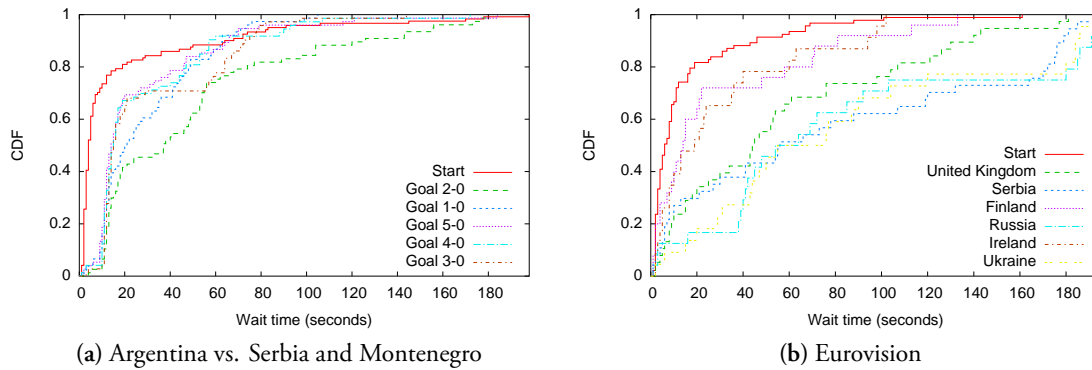 1
0.8
0.6
0.4
0.2
0
CDF
0 20 40 60 80 100 120 140 160 180
Wait time (seconds)
Start
Goal 2-0
Goal 1-0
Goal 5-0
Goal 4-0
Goal 3-0
(a) Argentina vs. Serbia and Montenegro
1
0.8
0.6
0.4
0.2
0
CDF
0 20 40 60 80 100 120 140 160 180
Wait time (seconds)
Start
United Kingdom
Serbia
Finland
Russia
Ireland
Ukraine
(b) Eurovision